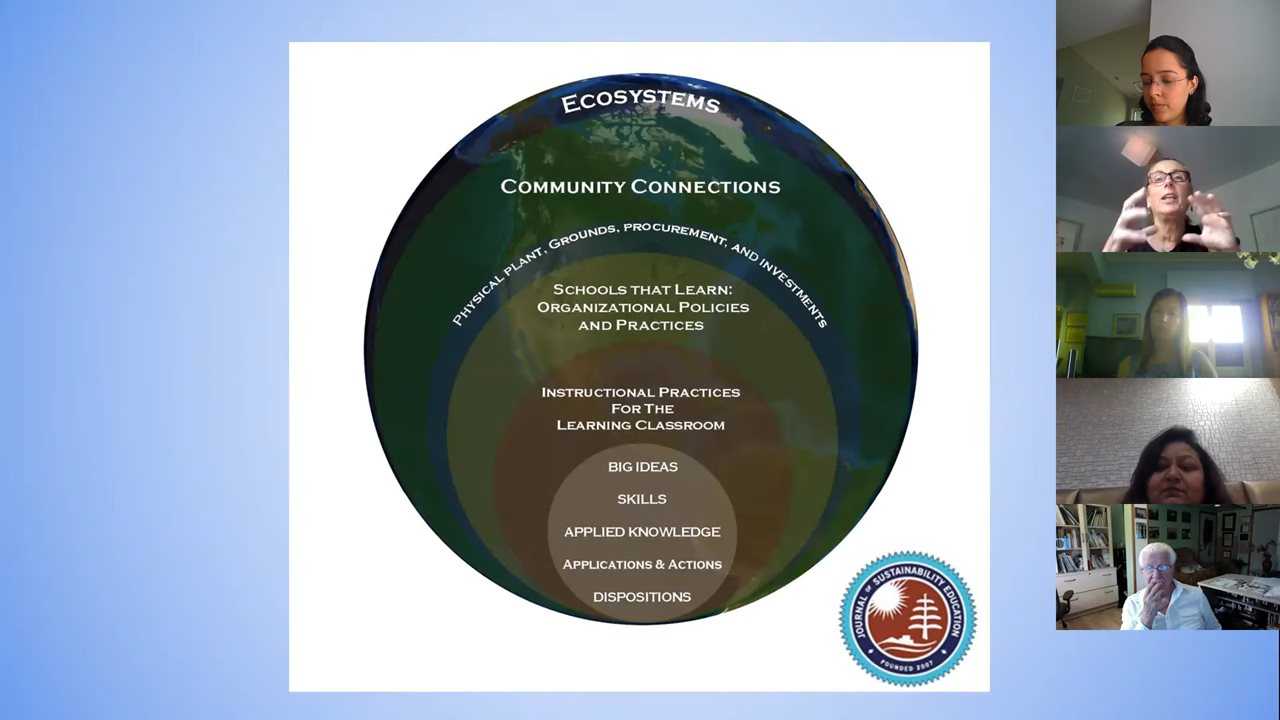 ECOSYSTEMS
COMMUNITY CONNECTIONS
PHYSICAL PLANT, GROUNDS, PROCUREMENT, AND INVESTMENTS
SCHOOLS THAT LEARN:
ORGANIZATIONAL POLICIES
AND PRACTICES
INSTRUCTIONAL PRACTICES
FOR THE
LEARNING CLASSROOM
BIG IDEAS
SKILLS
APPLIED KNOWLEDGE
APPLICATIONS & ACTIONS
DISPOSITIONS
JOURNAL OF SUSTAINABILITY EDUCATION
FOUNDED 2007